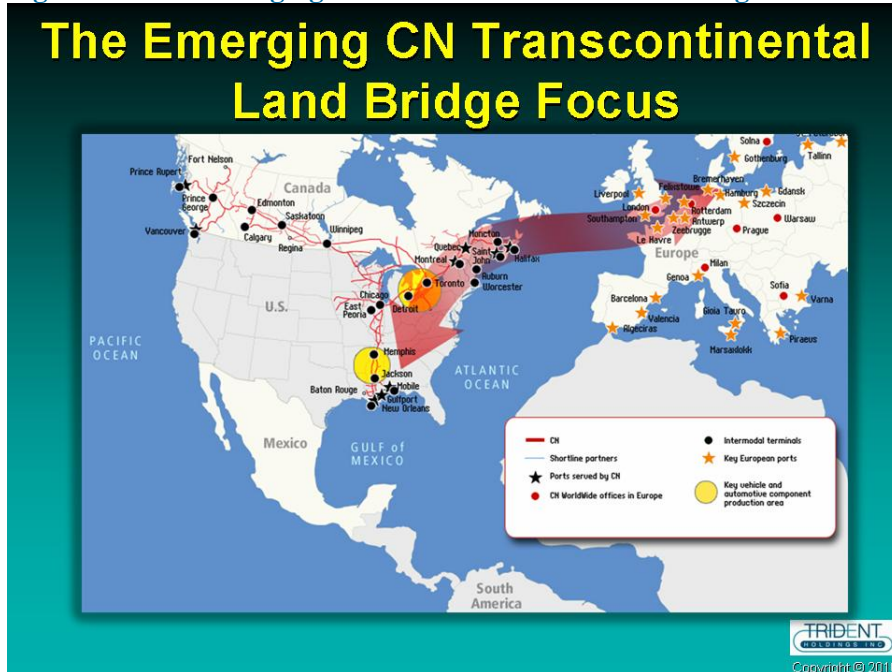 The Emerging CN Transcontinental
Land Bridge Focus
Fort Nelson
Prince Rupert
Prince
George
Canada
Edmonton
Saskatoon
Vancouver
Calgary
Regina
Winnipeg
Quebec
Moncton
Saint
John
Halifax
Montreal
Auburn
Worcester
Toronto
Chicago
Detroit
East
Peoria
U.S.
Memphis
Jackson
Baton Rouge
Mobile
Gulfport
New Orleans
PACIFIC
OCEAN
ATLANTIC
OCEAN
Mexico
GULF of
MEXICO
South
America
Solna
Gothenburg
Tallinn
Bremerhaven
Liverpool
Felixstowe
Hamburg
Gdansk
London
Rotterdam
Szczecin
Southampton
Antwerp
Warsaw
Zeebrugge
Prague
Le Havre
Europe
Milan
Genoa
Sofia
Varna
Barcelona
Gioia Tauro
Valencia
Algeciras
Piraeus
Marsaxlokk
CN
Shortline partners
Ports served by CN
CN WorldWide offices in Europe
Intermodal terminals
Key European ports
Key vehicle and
automotive component
production area
TRIDENT
HOLDINGS INC
Copyright © 201